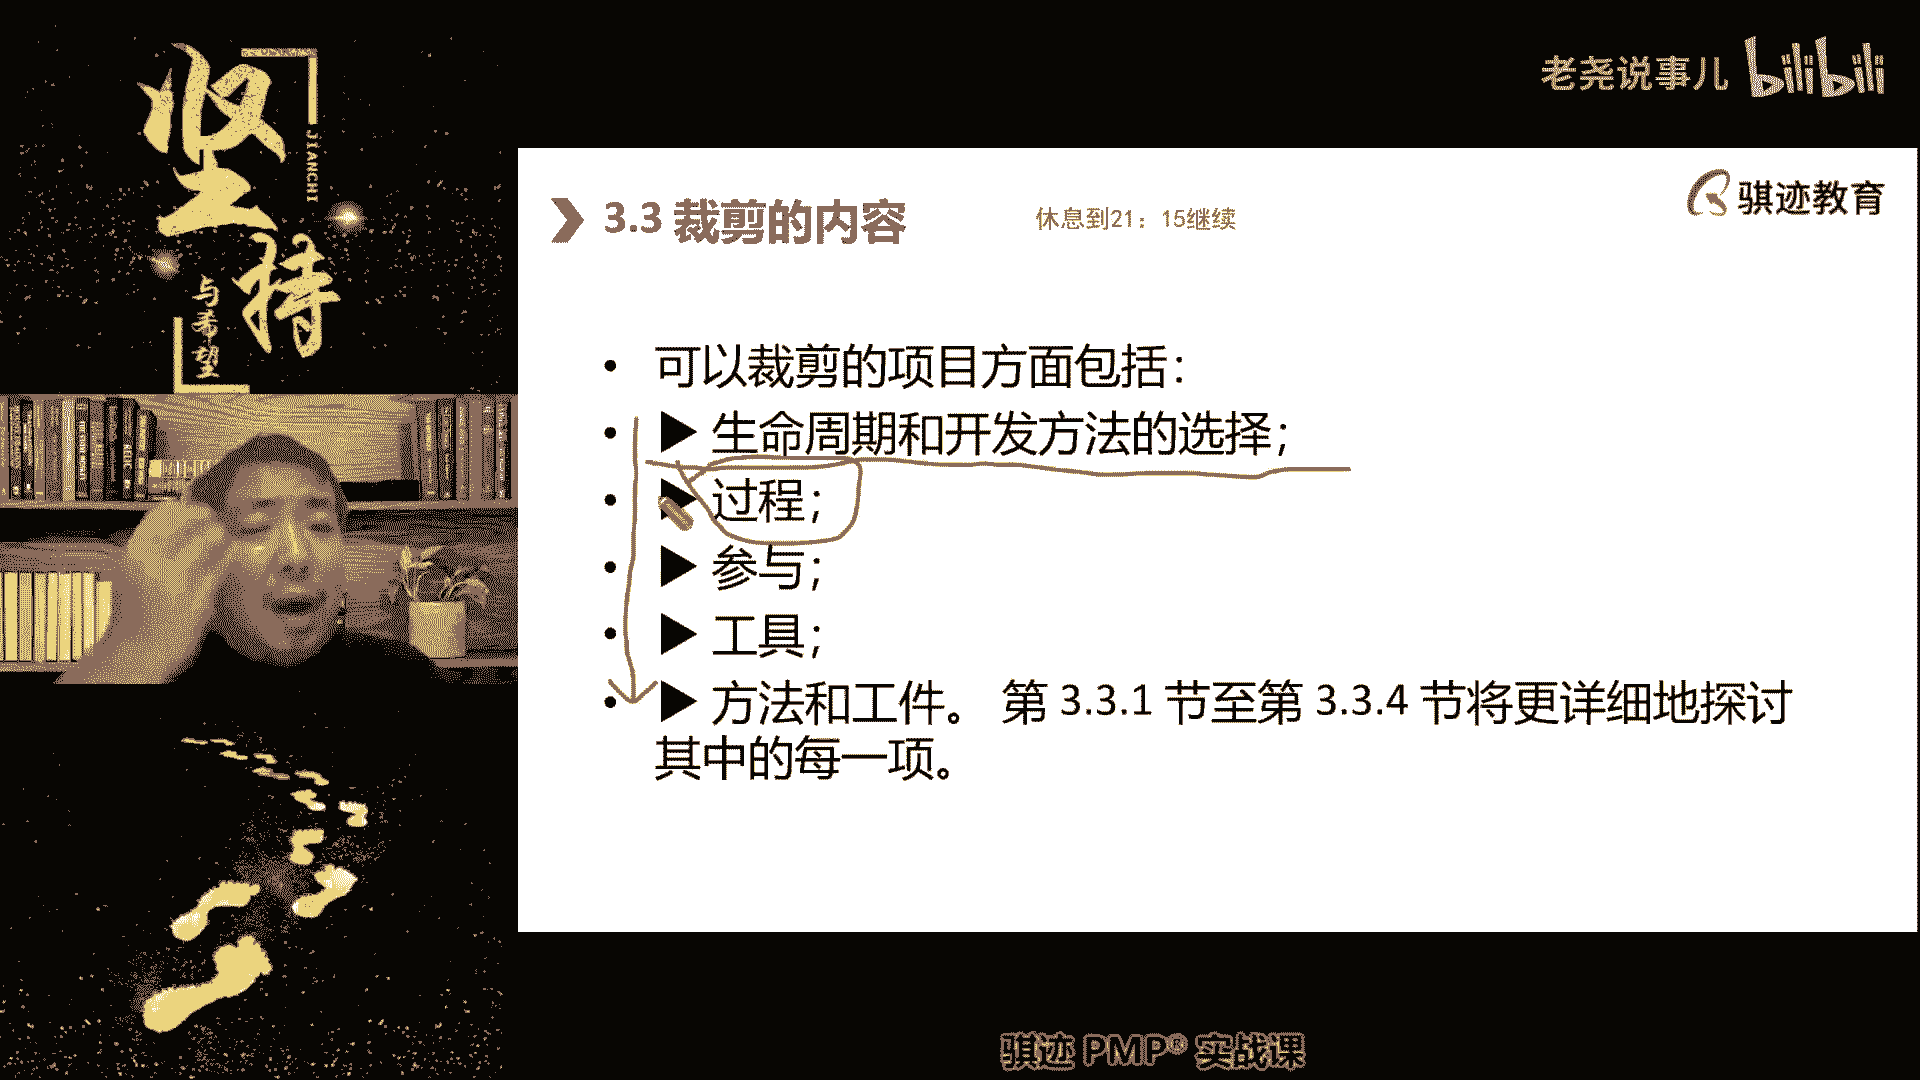 坚持
JIANCHI
与希望
老尧说事儿 bilibili
骐迹教育
3.3 裁剪的内容
休息到21：15继续
• 可以裁剪的项目方面包括：
• ▶ 生命周期和开发方法的选择；
• ▶ 过程；
• ▶ 参与；
• ▶ 工具；
• ▶ 方法和工件。 第 3.3.1 节至第 3.3.4 节将更详细地探讨
其中的每一项。
骐迹 PMP® 实战课